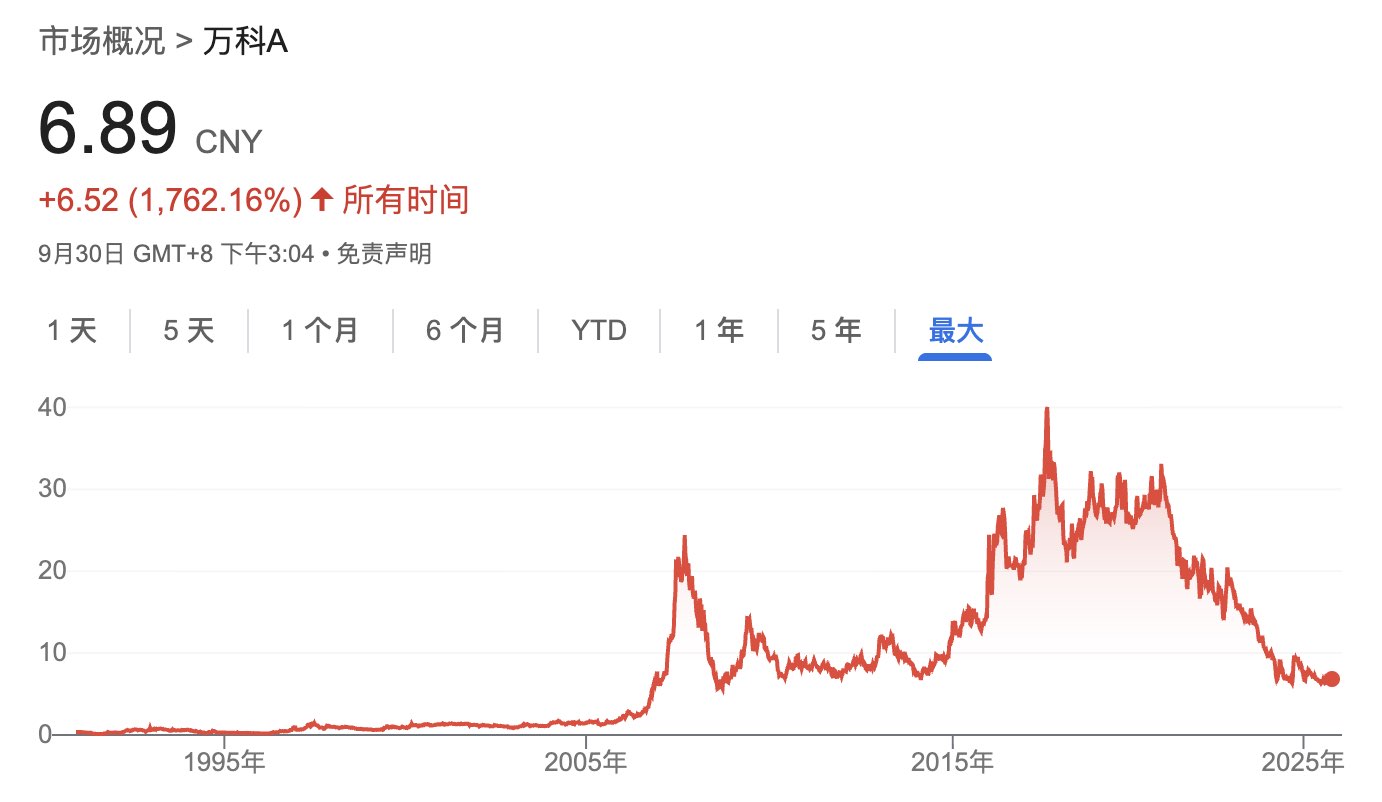 市场概况 > 万科A
6.89 CNY
+6.52 (1,762.16%) ↑ 所有时间
9月30日 GMT+8 下午3:04 • 免责声明
1 天 5 天 1 个月 6 个月 YTD 1 年 5 年 最大
40
30
20
10
0
1995年 2005年 2015年 2025年